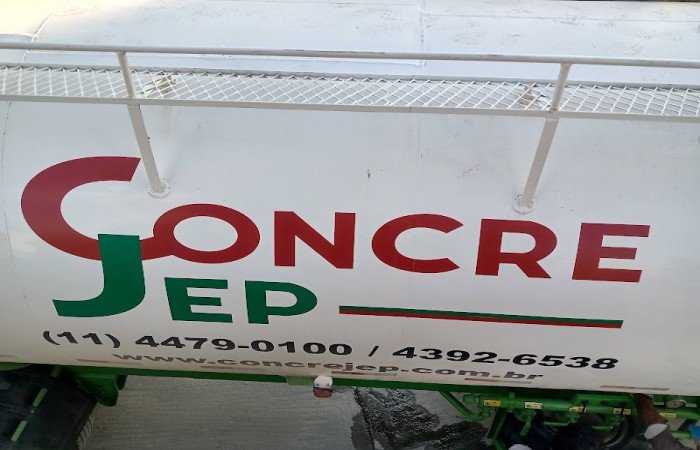 CONCRE
JEP
(11) 4479-0100 / 4392-6538
www.concrejep.com.br